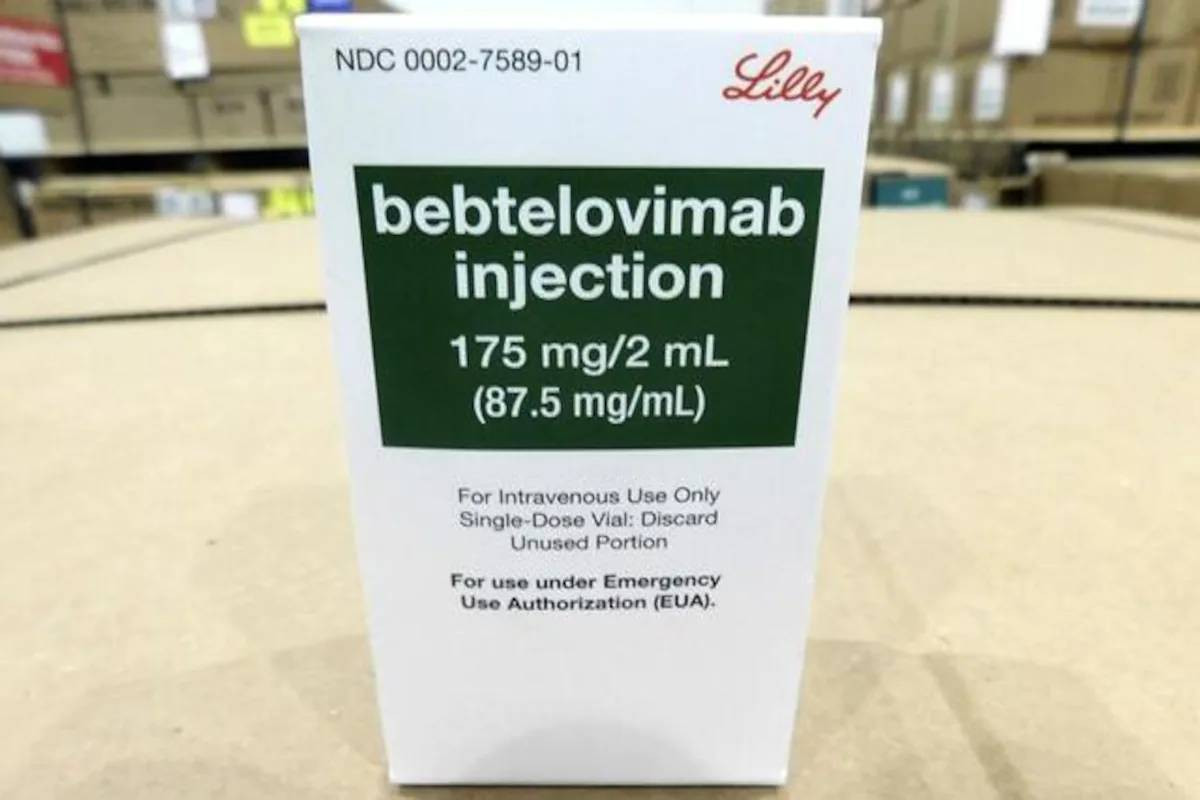 NDC 0002-7589-01
Lilly
bebtelovimab
injection
175 mg/2 mL
(87.5 mg/mL)
For Intravenous Use Only
Single-Dose Vial: Discard
Unused Portion
For use under Emergency
Use Authorization (EUA).